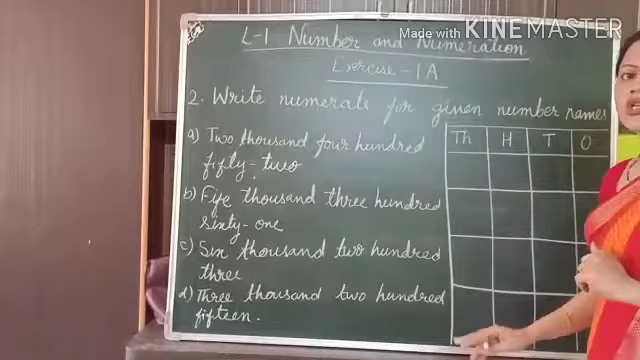 Made with KINEMASTER
L-1 Number and Numeration
Exercise - 1A
2. Write numerals for given number names
a) Two thousand four hundred
fifty-two
b) Five thousand three hundred
sixty-one
c) Six thousand two hundred
three
d) Three thousand two hundred
fifteen.
Th H T O